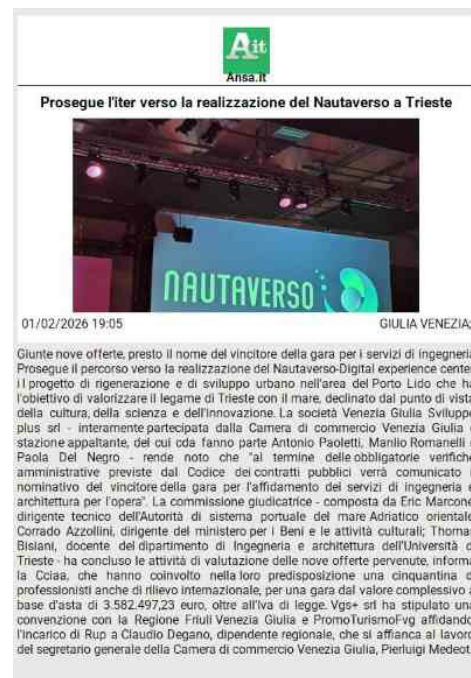 Ait
Ansa.it
Prosegue l'iter verso la realizzazione del Nautaverso a Trieste
NAUTAVERSO
01/02/2026 19:05
GIULIA VENEZIA;
Giunte nove offerte, presto il nome del vincitore della gara per i servizi di ingegneria
Prosegue il percorso verso la realizzazione del Nautaverso-Digital experience center
il progetto di rigenerazione e di sviluppo urbano nell'area del Porto Lido che ha
l'obiettivo di valorizzare il legame di Trieste con il mare, declinato dal punto di vista
della cultura, della scienza e dell'innovazione. La società Venezia Giulia Sviluppo
plus srl - interamente partecipata dalla Camera di commercio Venezia Giulia
stazione appaltante, del cui cda fanno parte Antonio Paoletti, Manlio Romanelli
Paola Del Negro - rende noto che "al termine delle obbligatorie verifiche
amministrative previste dal Codice dei contratti pubblici verrà comunicato
nominativo del vincitore della gara per l'affidamento dei servizi di ingegneria e
architettura per l'opera". La commissione giudicatrice - composta da Eric Marcone
dirigente tecnico dell'Autorità di sistema portuale del mare Adriatico orientale
Corrado Azzollini, dirigente del ministero per i Beni e le attività culturali; Thomas
Bisiani, docente del dipartimento di Ingegneria e architettura dell'Università d
Trieste - ha concluso le attività di valutazione delle nove offerte pervenute, informa
la Cciaa, che hanno coinvolto nella loro predisposizione una cinquantina d
professionisti anche di rilievo internazionale, per una gara dal valore complessivo a
base d'asta di 3.582.497,23 euro, oltre all'Iva di legge. Vgs+ srl ha stipulato una
convenzione con la Regione Friuli Venezia Giulia e PromoTurismoFvg affidando
l'incarico di Rup a Claudio Degano, dipendente regionale, che si affianca al lavoro
del segretario generale della Camera di commercio Venezia Giulia, Pierluigi Medeot.